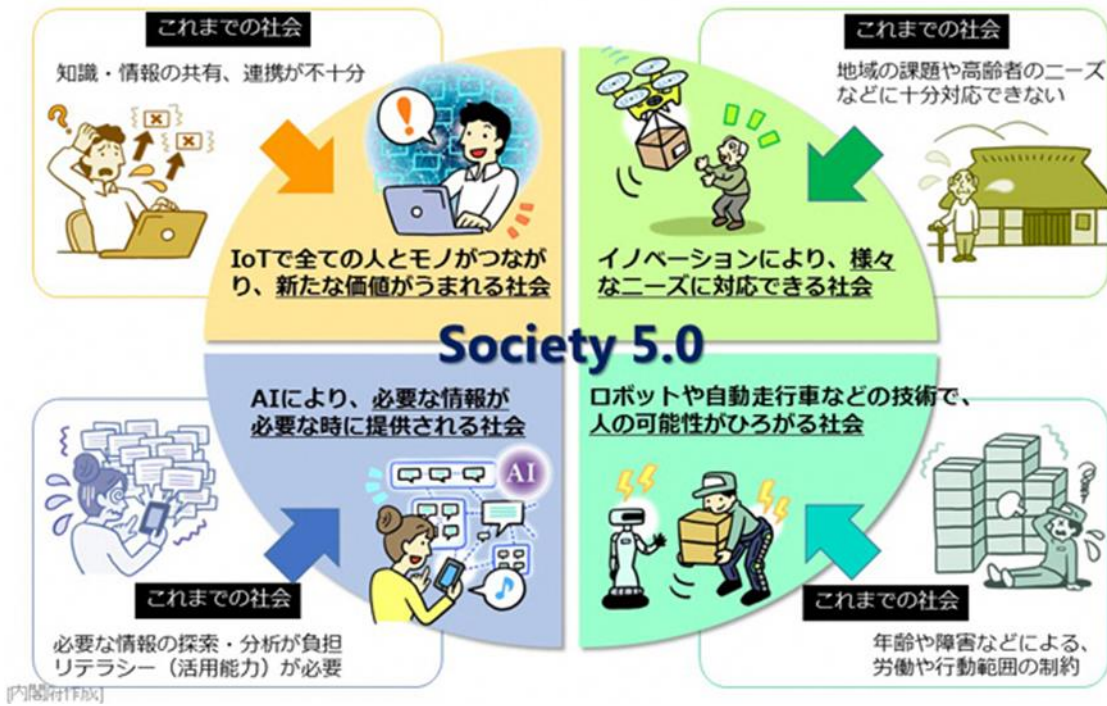 これまでの社会
知識・情報の共有、連携が不十分
?
!
IoTで全ての人とモノがつなが
り、新たな価値がうまれる社会
これまでの社会
地域の課題や高齢者のニーズ
などに十分対応できない
イノベーションにより、様々
なニーズに対応できる社会
Society 5.0
AIにより、必要な情報が
必要な時に提供される社会
AI
これまでの社会
必要な情報の探索・分析が負担
リテラシー（活用能力）が必要
ロボットや自動走行車などの技術で、
人の可能性がひろがる社会
これまでの社会
年齢や障害などによる、
労働や行動範囲の制約
[内閣府作成]